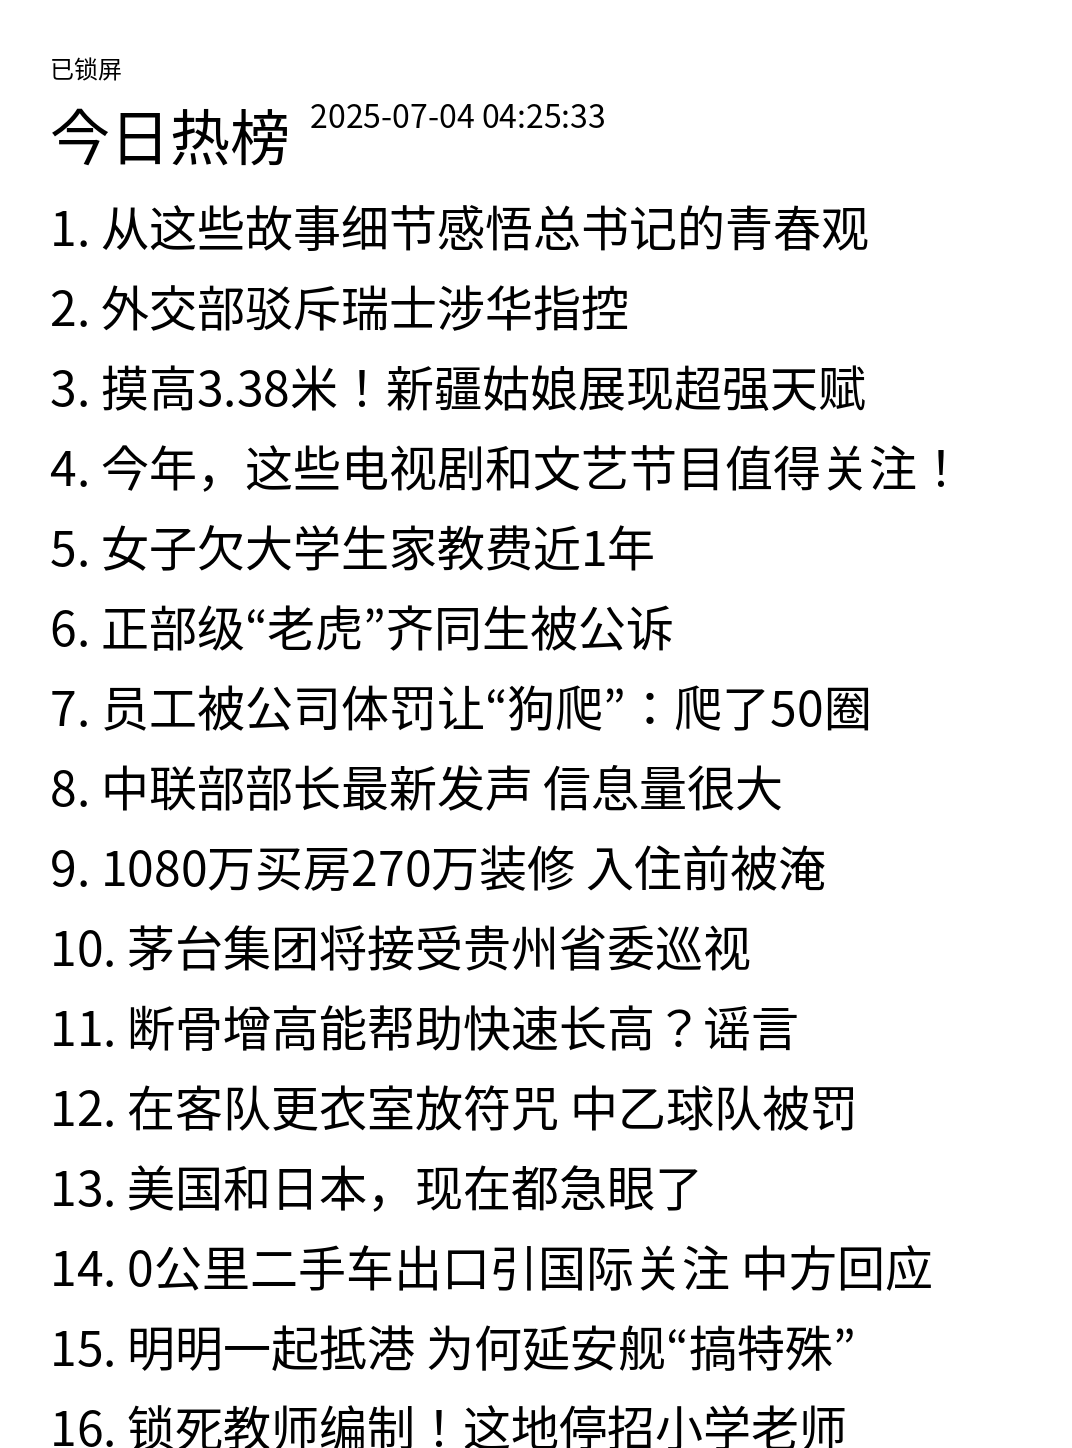 已锁屏
今日热榜 2025-07-04 04:25:33
1. 从这些故事细节感悟总书记的青春观
2. 外交部驳斥瑞士涉华指控
3. 摸高3.38米！新疆姑娘展现超强天赋
4. 今年，这些电视剧和文艺节目值得关注！
5. 女子欠大学生家教费近1年
6. 正部级“老虎”齐同生被公诉
7. 员工被公司体罚让“狗爬”：爬了50圈
8. 中联部部长最新发声 信息量很大
9. 1080万买房270万装修 入住前被淹
10. 茅台集团将接受贵州省委巡视
11. 断骨增高能帮助快速长高？谣言
12. 在客队更衣室放符咒 中乙球队被罚
13. 美国和日本，现在都急眼了
14. 0公里二手车出口引国际关注 中方回应
15. 明明一起抵港 为何延安舰“搞特殊”
16. 锁死教师编制！这地停招小学老师